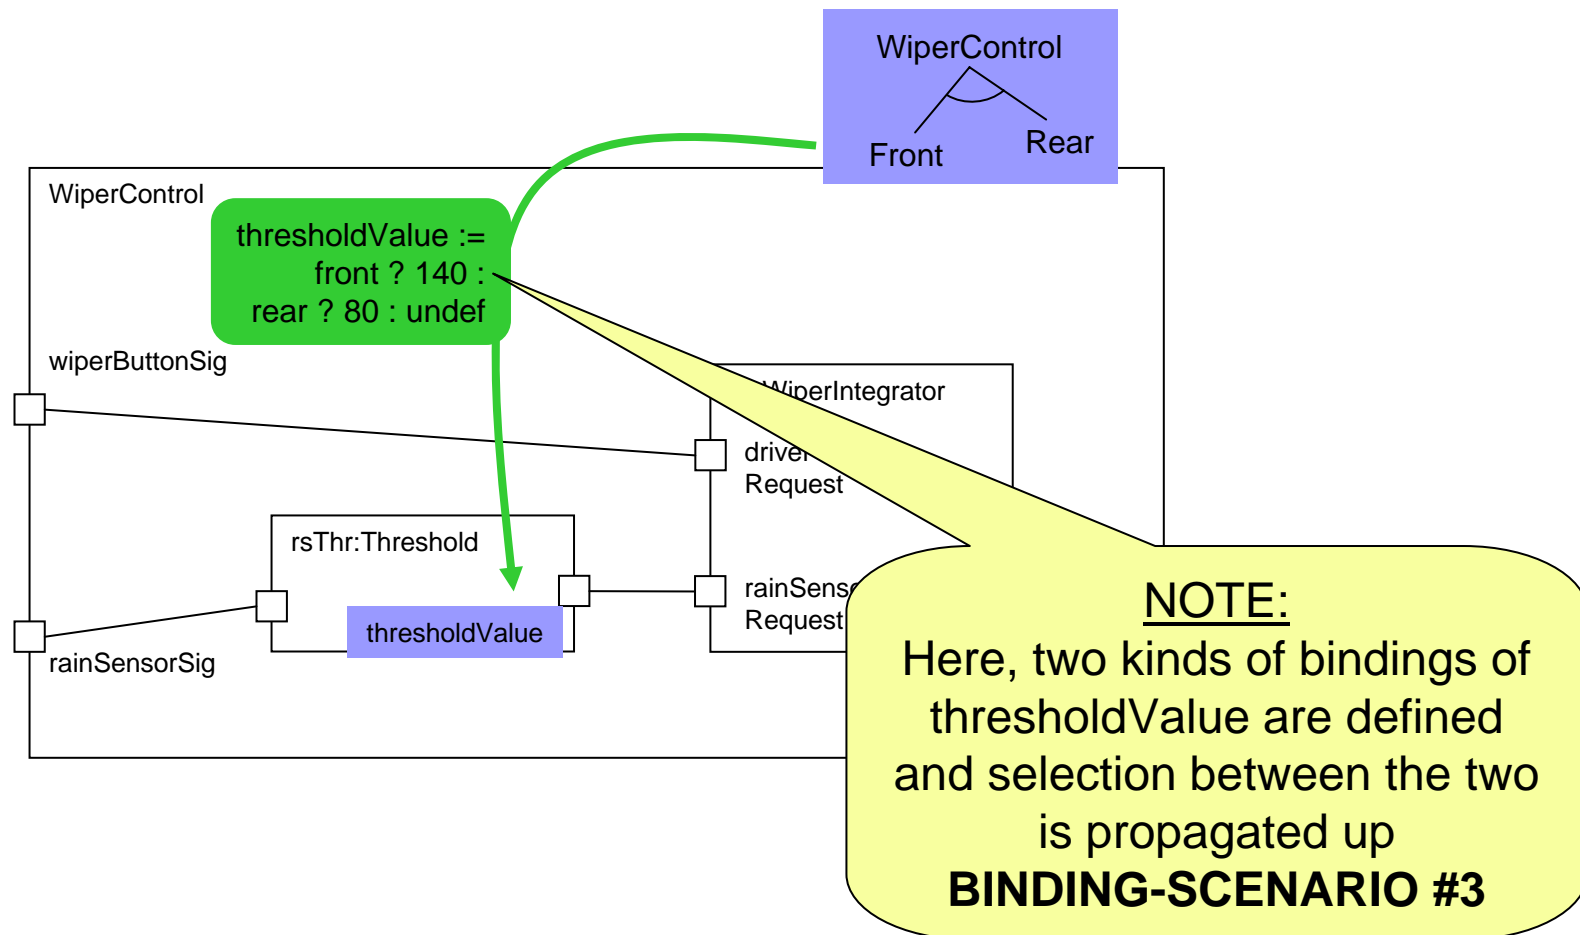 WiperControl
Front
Rear
WiperControl
thresholdValue :=
front ? 140 :
rear ? 80 : undef
wiperButtonSig
WiperIntegrator
driver
Request
rsThr:Threshold
rainSenso
Request
thresholdValue
rainSensorSig
NOTE:
Here, two kinds of bindings of
thresholdValue are defined
and selection between the two
is propagated up
BINDING-SCENARIO #3